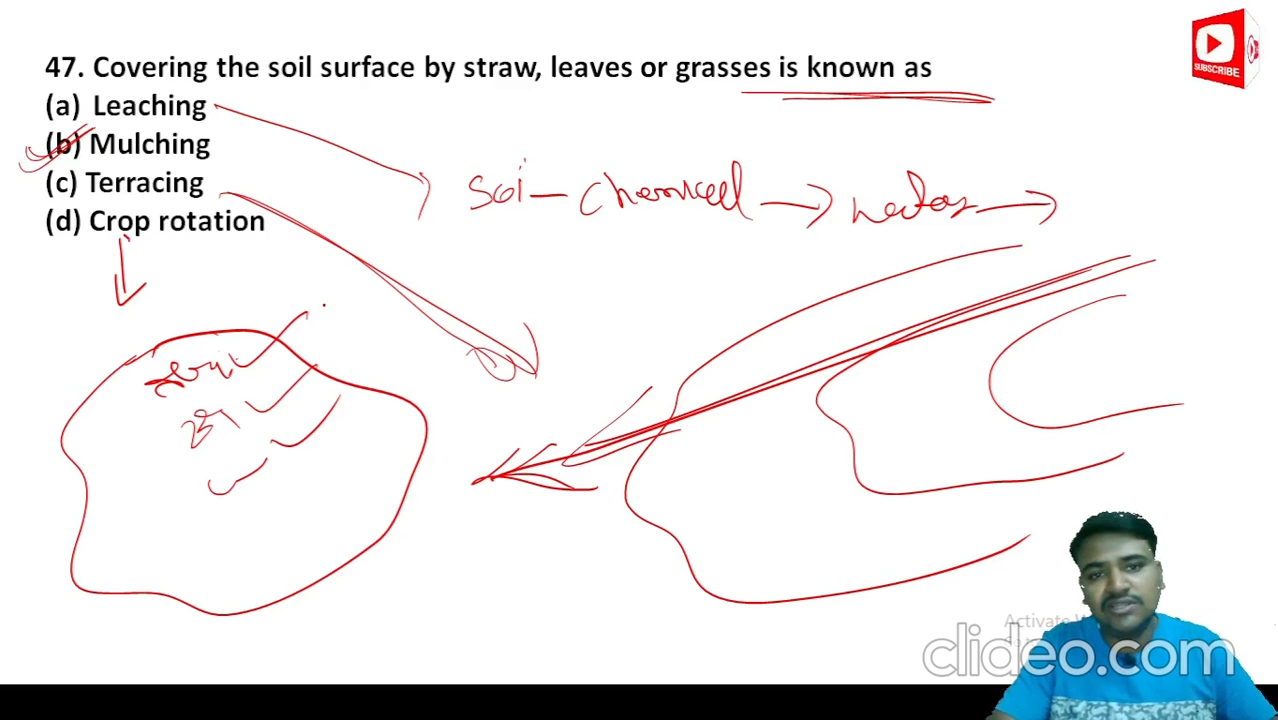 47. Covering the soil surface by straw, leaves or grasses is known as
(a) Leaching
(b) Mulching
(c) Terracing
(d) Crop rotation
SUBSCRIBE
soi - chemical
Activate
clideo.com